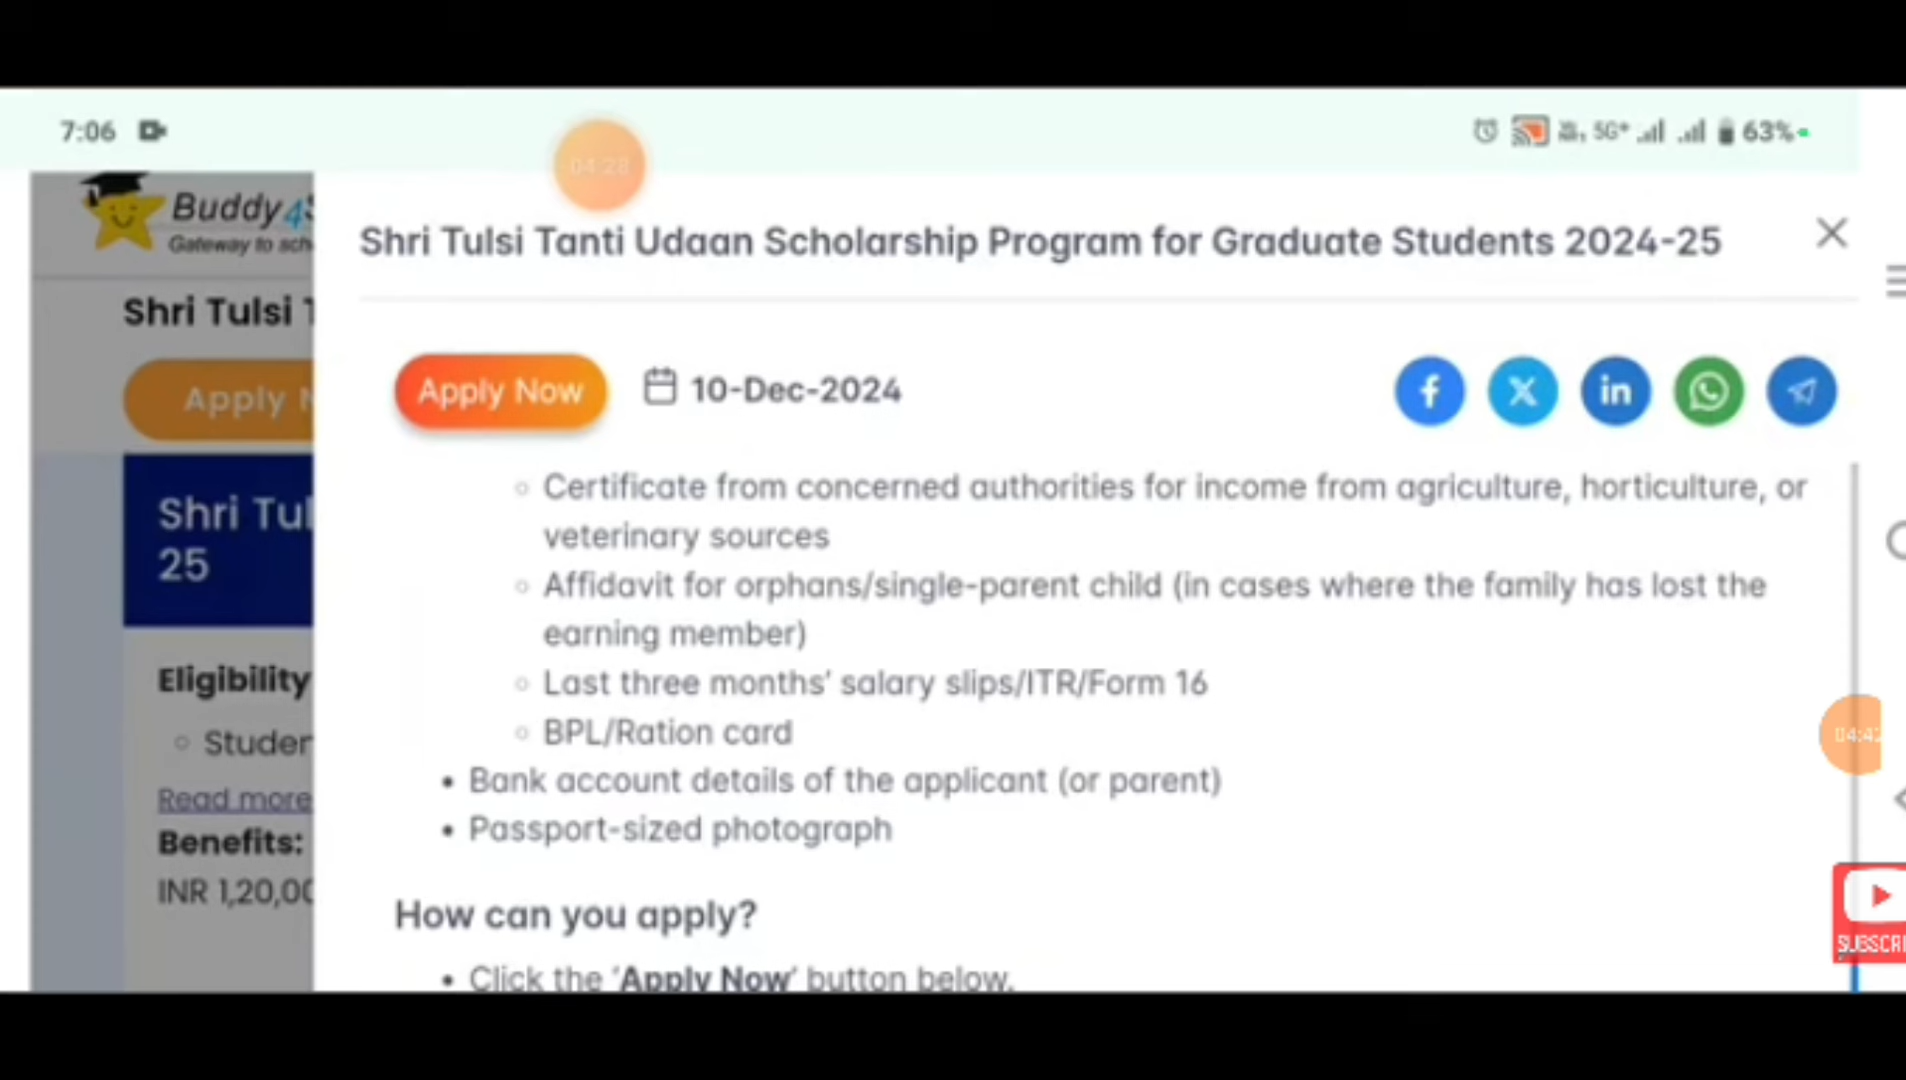 7:06
04:28
5G+
63%
Buddy4
Gateway to sch
Shri Tulsi Tanti Udaan Scholarship Program for Graduate Students 2024-25
Shri Tulsi
Apply Now
10-Dec-2024
Apply
Certificate from concerned authorities for income from agriculture, horticulture, or
veterinary sources
Shri Tul
25
Affidavit for orphans/single-parent child (in cases where the family has lost the
earning member)
Eligibility
Last three months' salary slips/ITR/Form 16
Studen
BPL/Ration card
04:42
Read more
Bank account details of the applicant (or parent)
Benefits:
Passport-sized photograph
INR 1,20,00
How can you apply?
SUBSCRI
Click the 'Apply Now' button below.